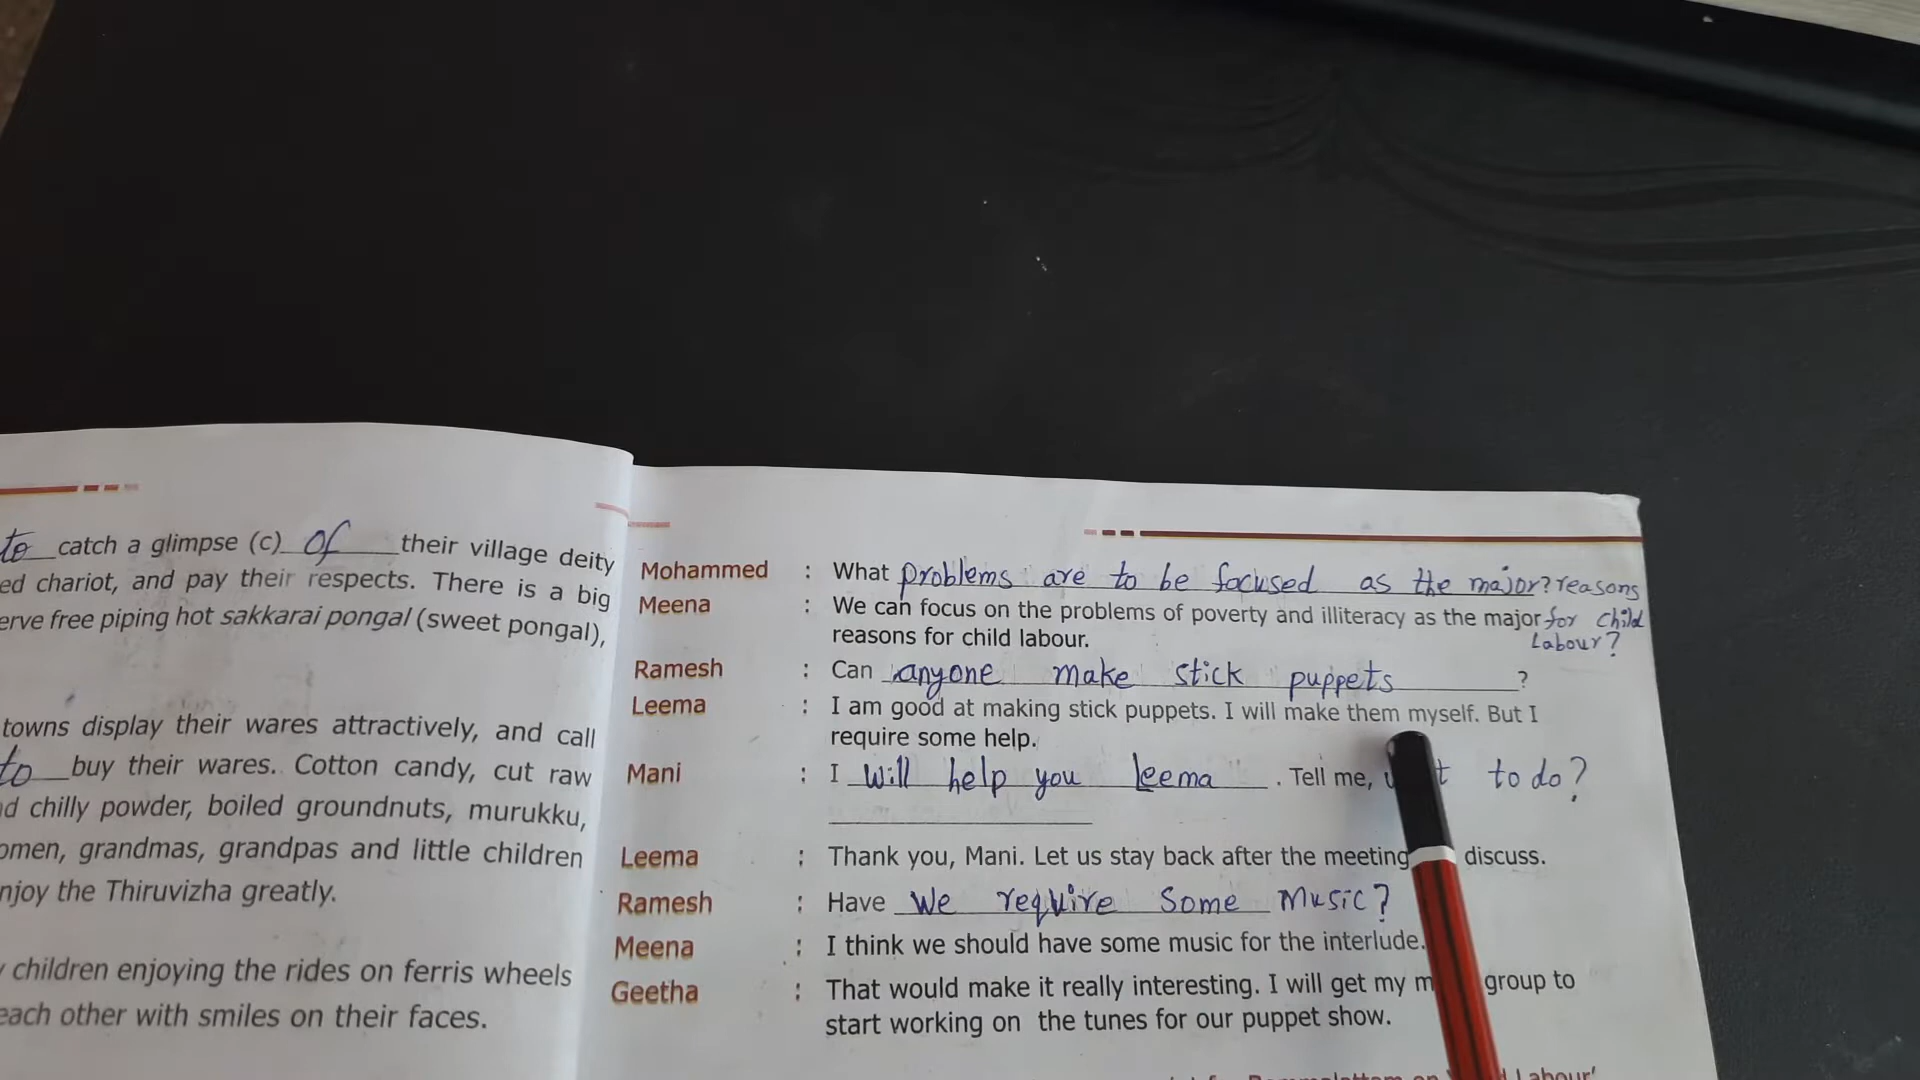 to catch a glimpse (c) of their village deity
ed chariot, and pay their respects. There is a big
erve free piping hot sakkarai pongal (sweet pongal),
towns display their wares attractively, and call
to buy their wares. Cotton candy, cut raw
d chilly powder, boiled groundnuts, murukku,
omen, grandmas, grandpas and little children
njoy the Thiruvizha greatly.
y children enjoying the rides on ferris wheels
each other with smiles on their faces.
Mohammed : What problems are to be focused as the major? reasons
Meena : We can focus on the problems of poverty and illiteracy as the major for child
reasons for child labour. Labour?
Ramesh : Can anyone make stick puppets ?
Leema : I am good at making stick puppets. I will make them myself. But I
require some help.
Mani : I will help you Leema . Tell me, to do?
Leema : Thank you, Mani. Let us stay back after the meeting discuss.
Ramesh : Have we require some Music?
Meena : I think we should have some music for the interlude.
Geetha : That would make it really interesting. I will get my group to
start working on the tunes for our puppet show.
Labour'